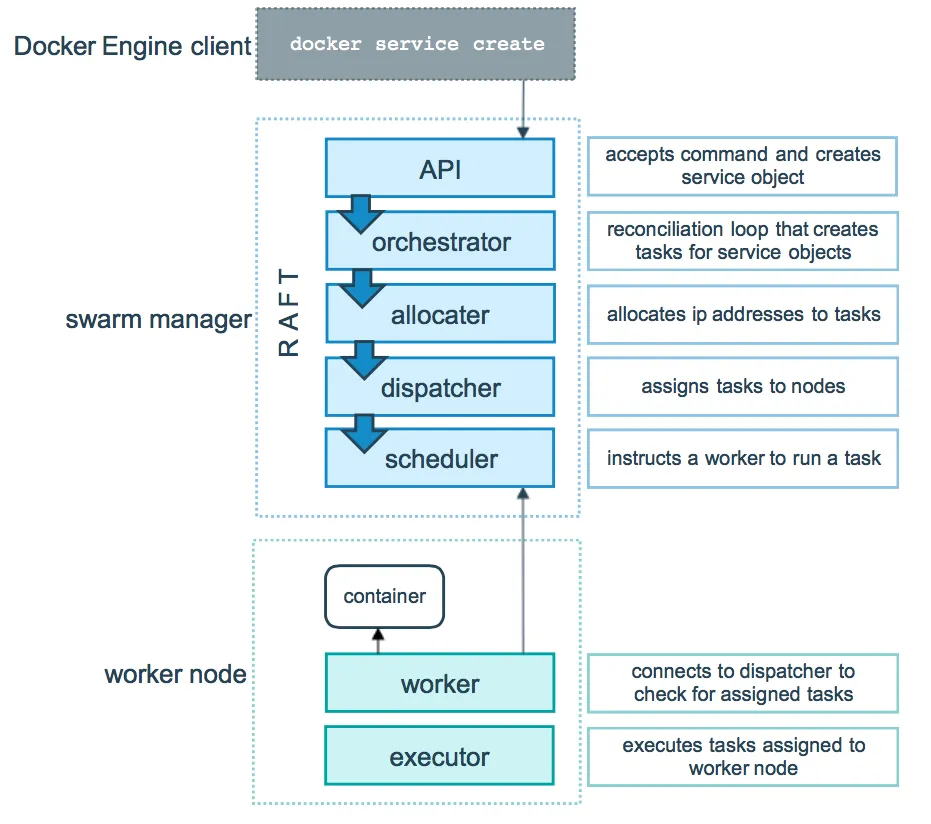 Docker Engine client
docker service create
swarm manager
RAFT
API
accepts command and creates
service object
orchestrator
reconciliation loop that creates
tasks for service objects
allocater
allocates ip addresses to tasks
dispatcher
assigns tasks to nodes
scheduler
instructs a worker to run a task
worker node
container
worker
connects to dispatcher to
check for assigned tasks
executor
executes tasks assigned to
worker node